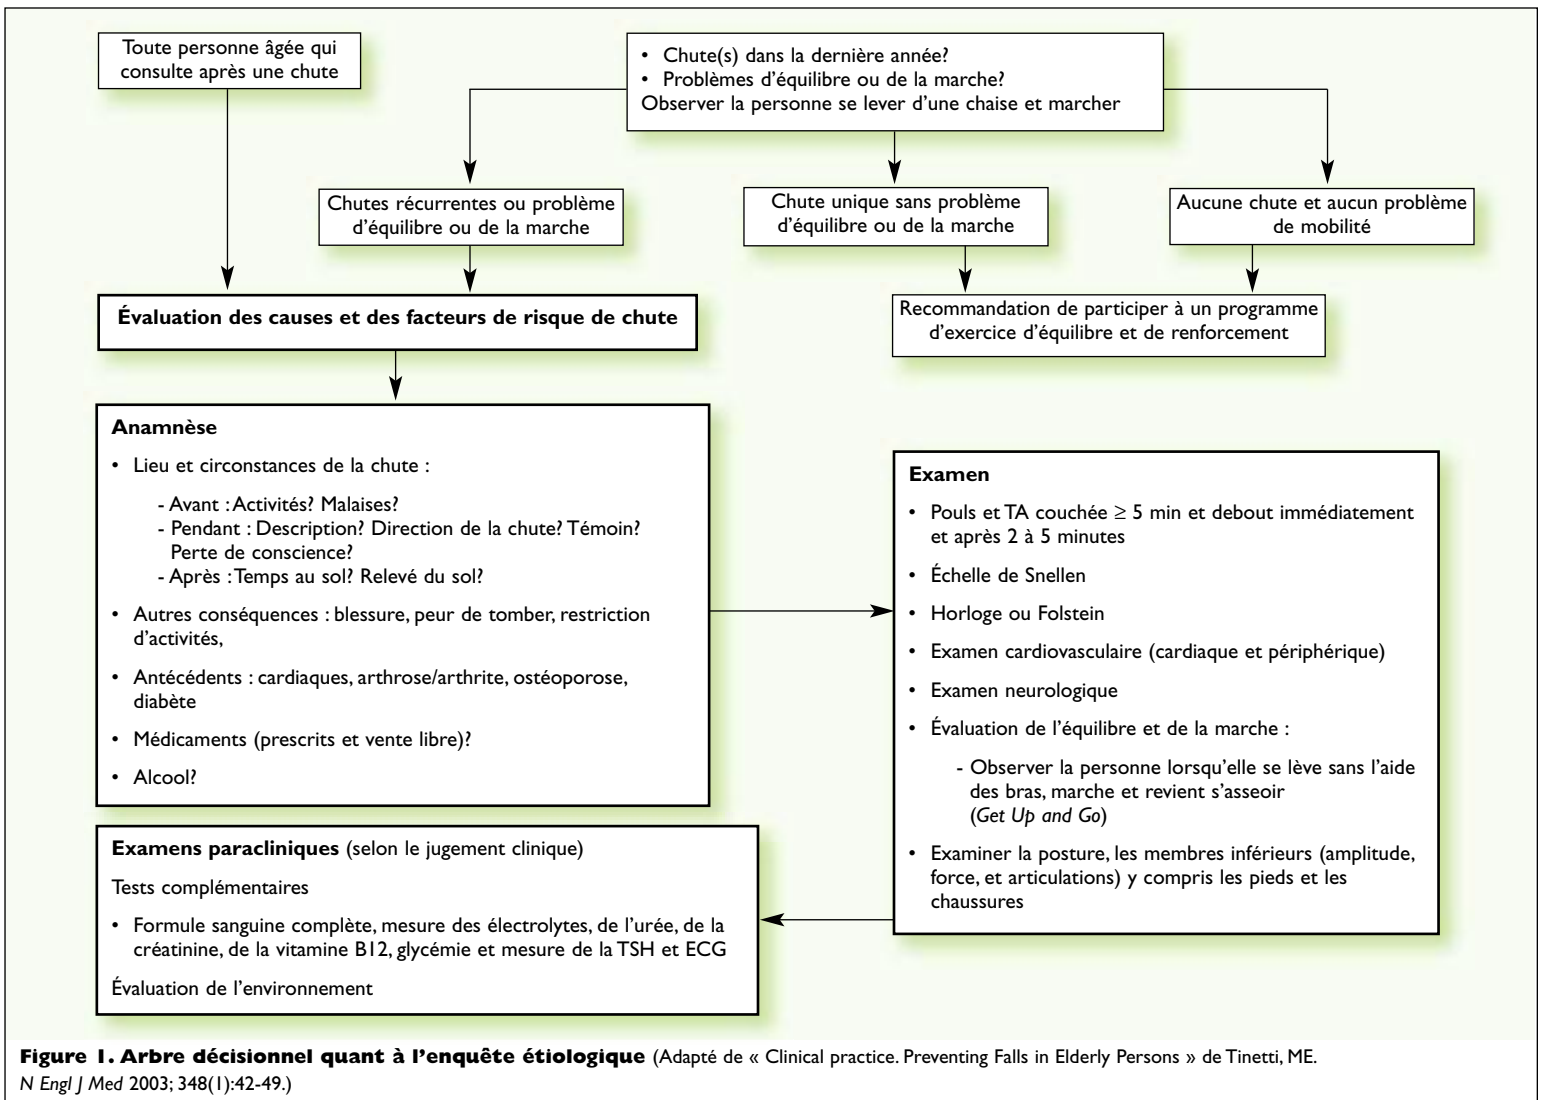 Toute personne âgée qui
consulte après une chute
• Chute(s) dans la dernière année?
• Problèmes d'équilibre ou de la marche?
Observer la personne se lever d'une chaise et marcher
Chutes récurrentes ou problème
d'équilibre ou de la marche
Chute unique sans problème
d'équilibre ou de la marche
Aucune chute et aucun problème
de mobilité
Évaluation des causes et des facteurs de risque de chute
Recommandation de participer à un programme
d'exercice d'équilibre et de renforcement
Anamnèse
• Lieu et circonstances de la chute :
- Avant : Activités? Malaises?
- Pendant : Description? Direction de la chute? Témoin?
Perte de conscience?
- Après : Temps au sol? Relevé du sol?
• Autres conséquences : blessure, peur de tomber, restriction
d'activités,
• Antécédents : cardiaques, arthrose/arthrite, ostéoporose,
diabète
• Médicaments (prescrits et vente libre)?
• Alcool?
Examen
• Pouls et TA couchée ≥ 5 min et debout immédiatement
et après 2 à 5 minutes
• Échelle de Snellen
• Horloge ou Folstein
• Examen cardiovasculaire (cardiaque et périphérique)
• Examen neurologique
• Évaluation de l'équilibre et de la marche :
- Observer la personne lorsqu'elle se lève sans l'aide
des bras, marche et revient s'asseoir
(Get Up and Go)
• Examiner la posture, les membres inférieurs (amplitude,
force, et articulations) y compris les pieds et les
chaussures
Examens paracliniques (selon le jugement clinique)
Tests complémentaires
• Formule sanguine complète, mesure des électrolytes, de l'urée, de la
créatinine, de la vitamine B12, glycémie et mesure de la TSH et ECG
Évaluation de l'environnement
Figure 1. Arbre décisionnel quant à l'enquête étiologique (Adapté de « Clinical practice. Preventing Falls in Elderly Persons » de Tinetti, ME.
N Engl J Med 2003; 348(1):42-49.)